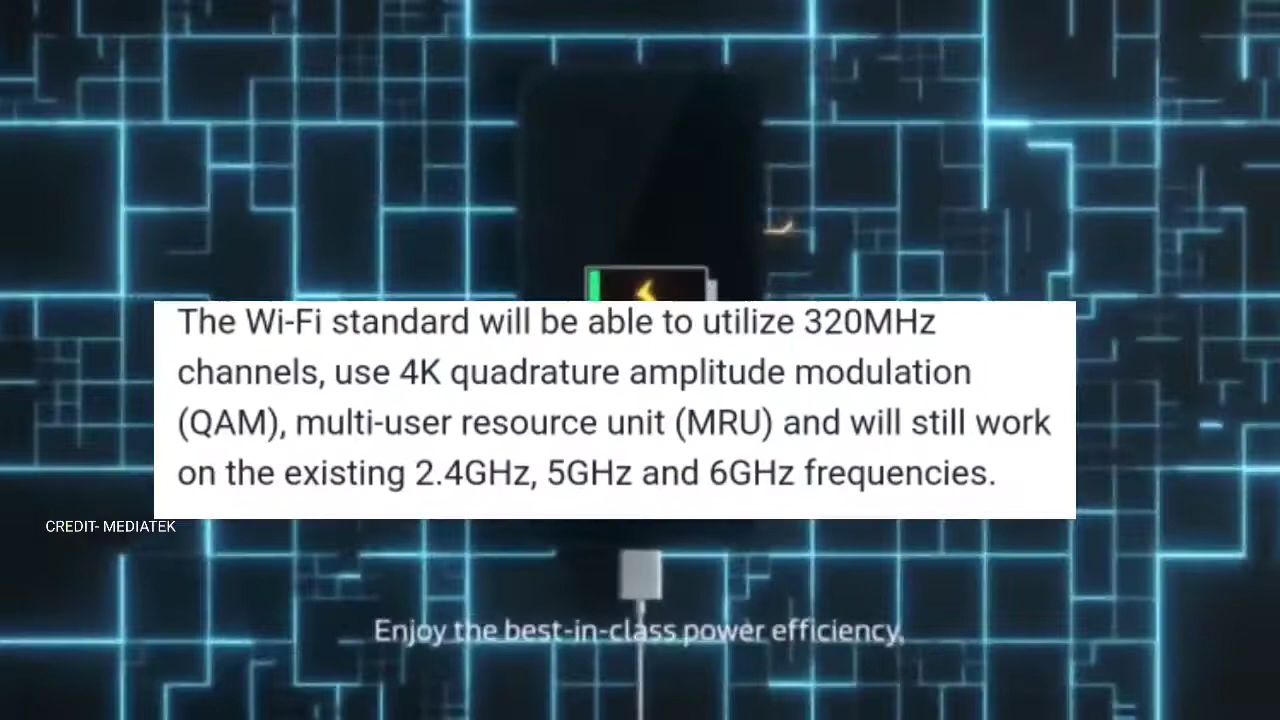 The Wi-Fi standard will be able to utilize 320MHz
channels, use 4K quadrature amplitude modulation
(QAM), multi-user resource unit (MRU) and will still work
on the existing 2.4GHz, 5GHz and 6GHz frequencies.
CREDIT- MEDIATEK
Enjoy the best-in-class power efficiency.